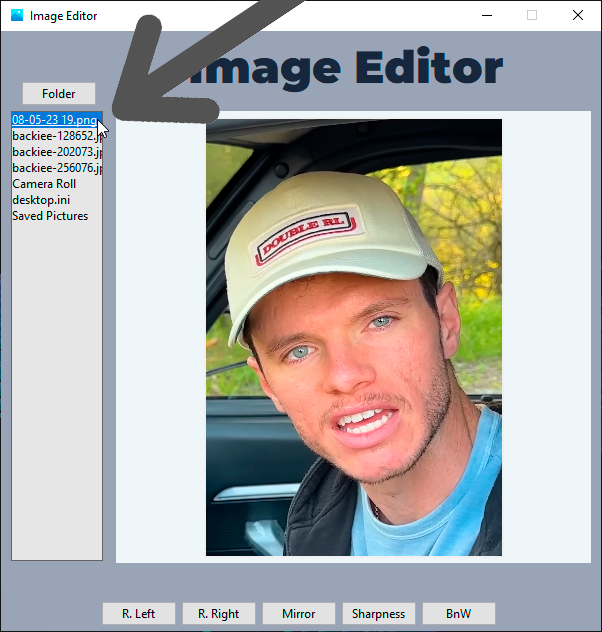 Image Editor
Image Editor
Folder
08-05-23 19.png
backiee-128652.jp
backiee-202073.jp
backiee-256076.jp
Camera Roll
desktop.ini
Saved Pictures
DOUBLE RL
R. Left
R. Right
Mirror
Sharpness
BnW